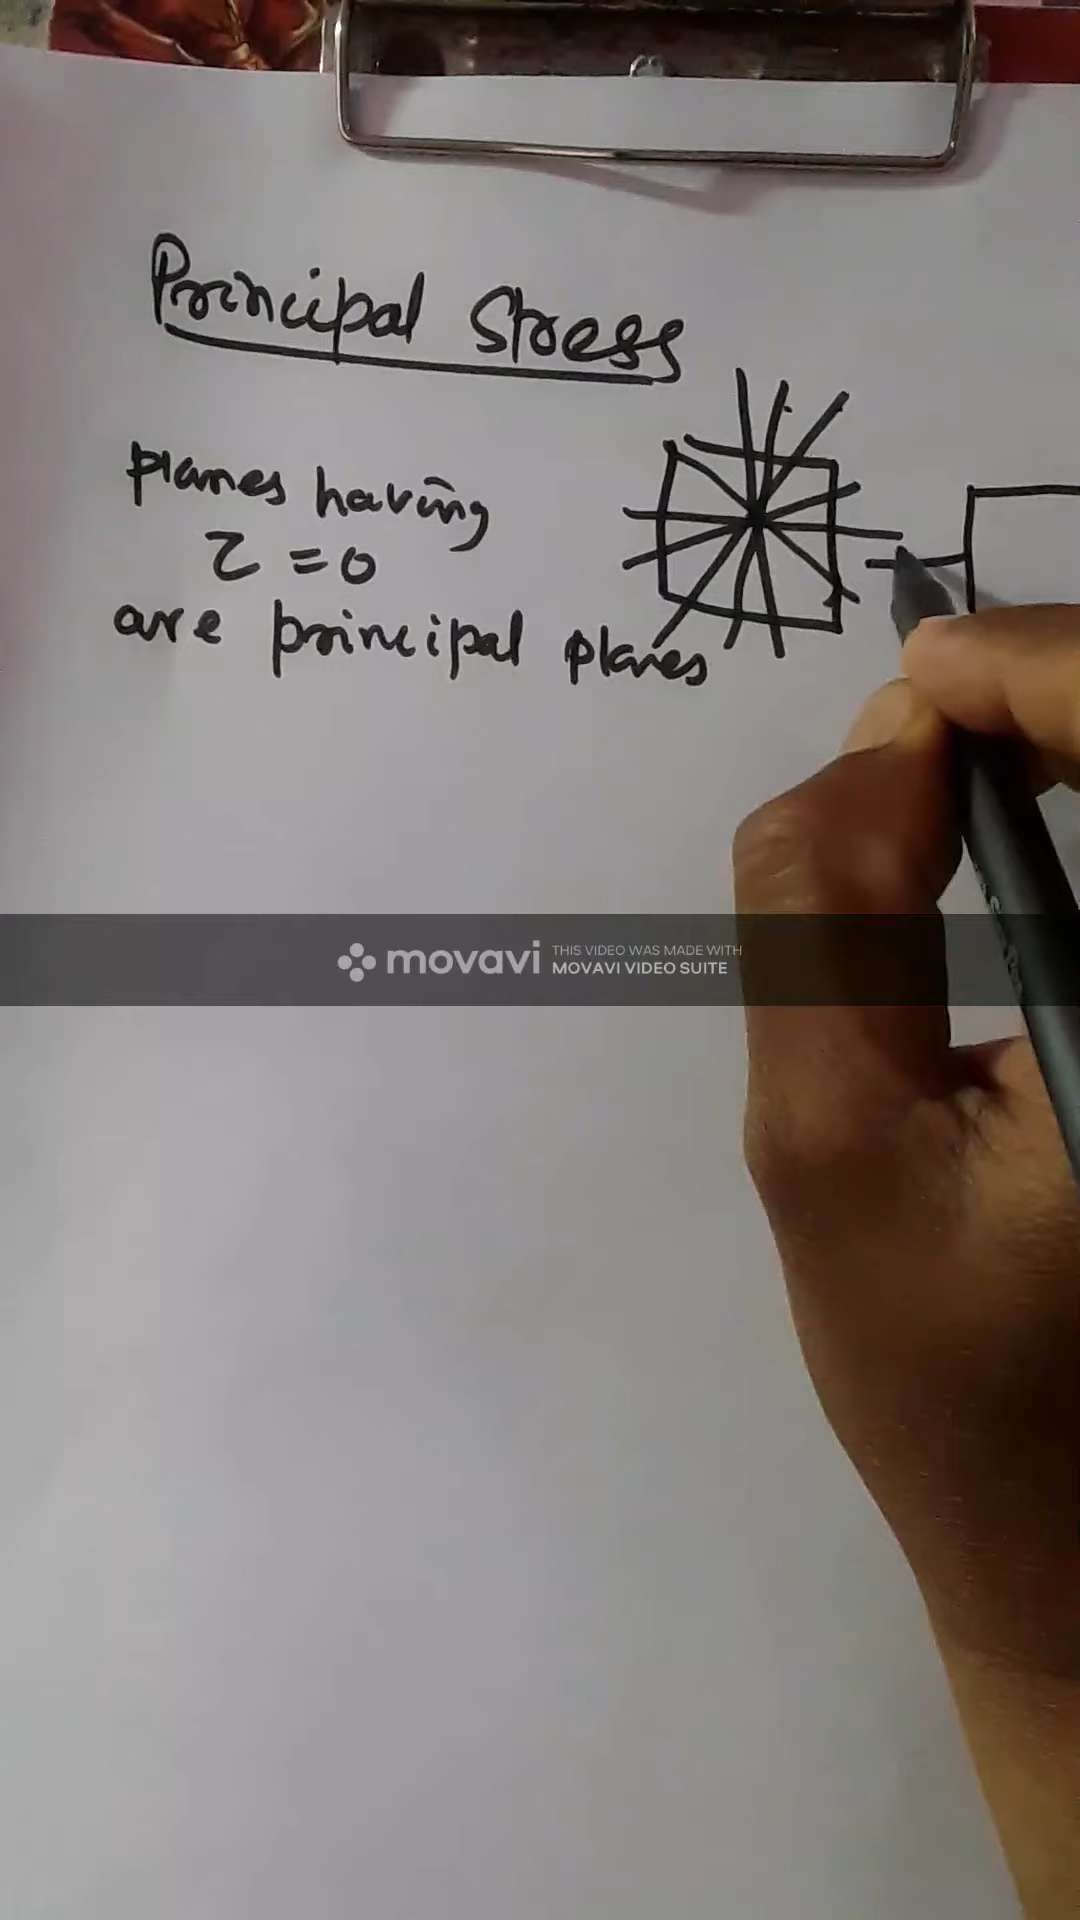 Principal Stress
planes having
τ = 0
are principal planes
movavi
THIS VIDEO WAS MADE WITH
MOVAVI VIDEO SUITE